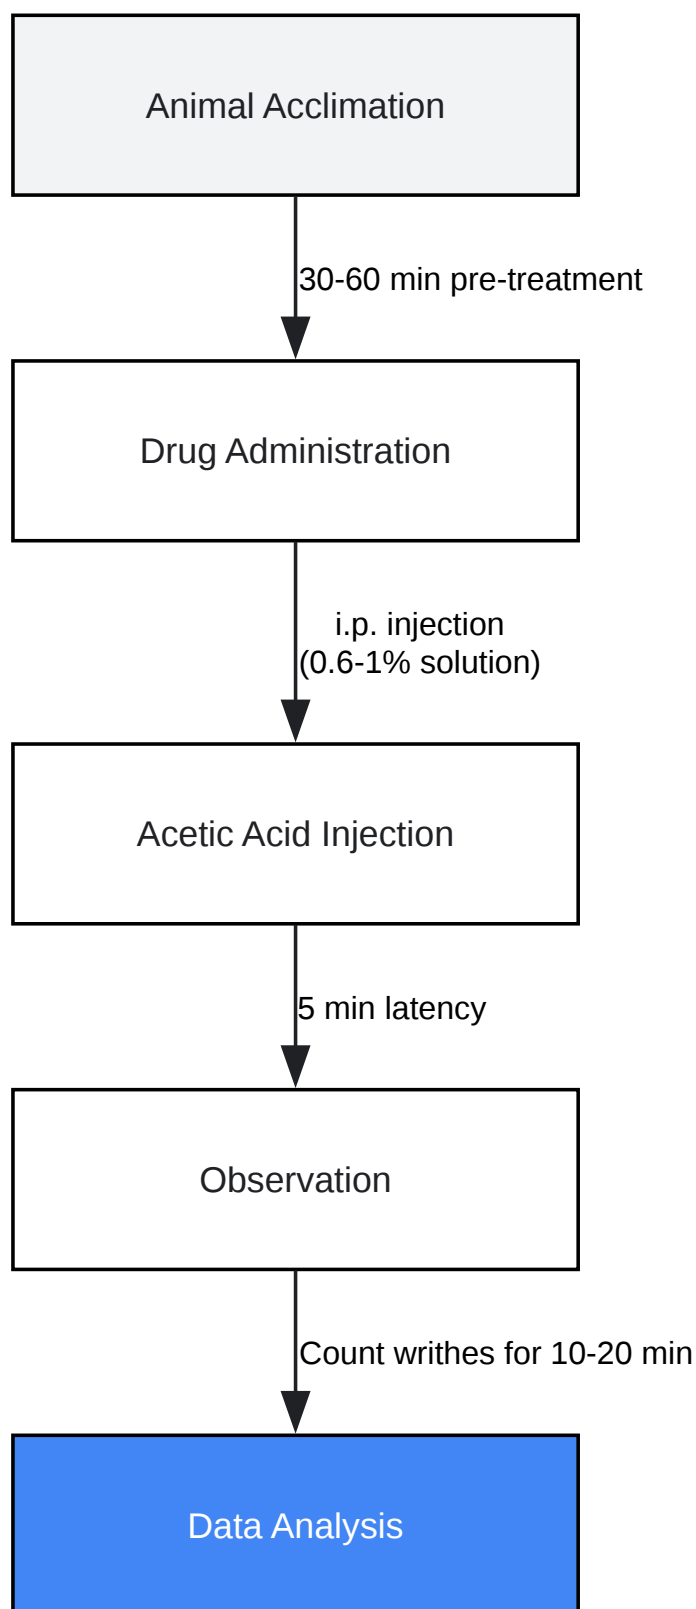 Animal Acclimation
30-60 min pre-treatment
Drug Administration
i.p. injection
(0.6-1% solution)
Acetic Acid Injection
5 min latency
Observation
Count writhes for 10-20 min
Data Analysis